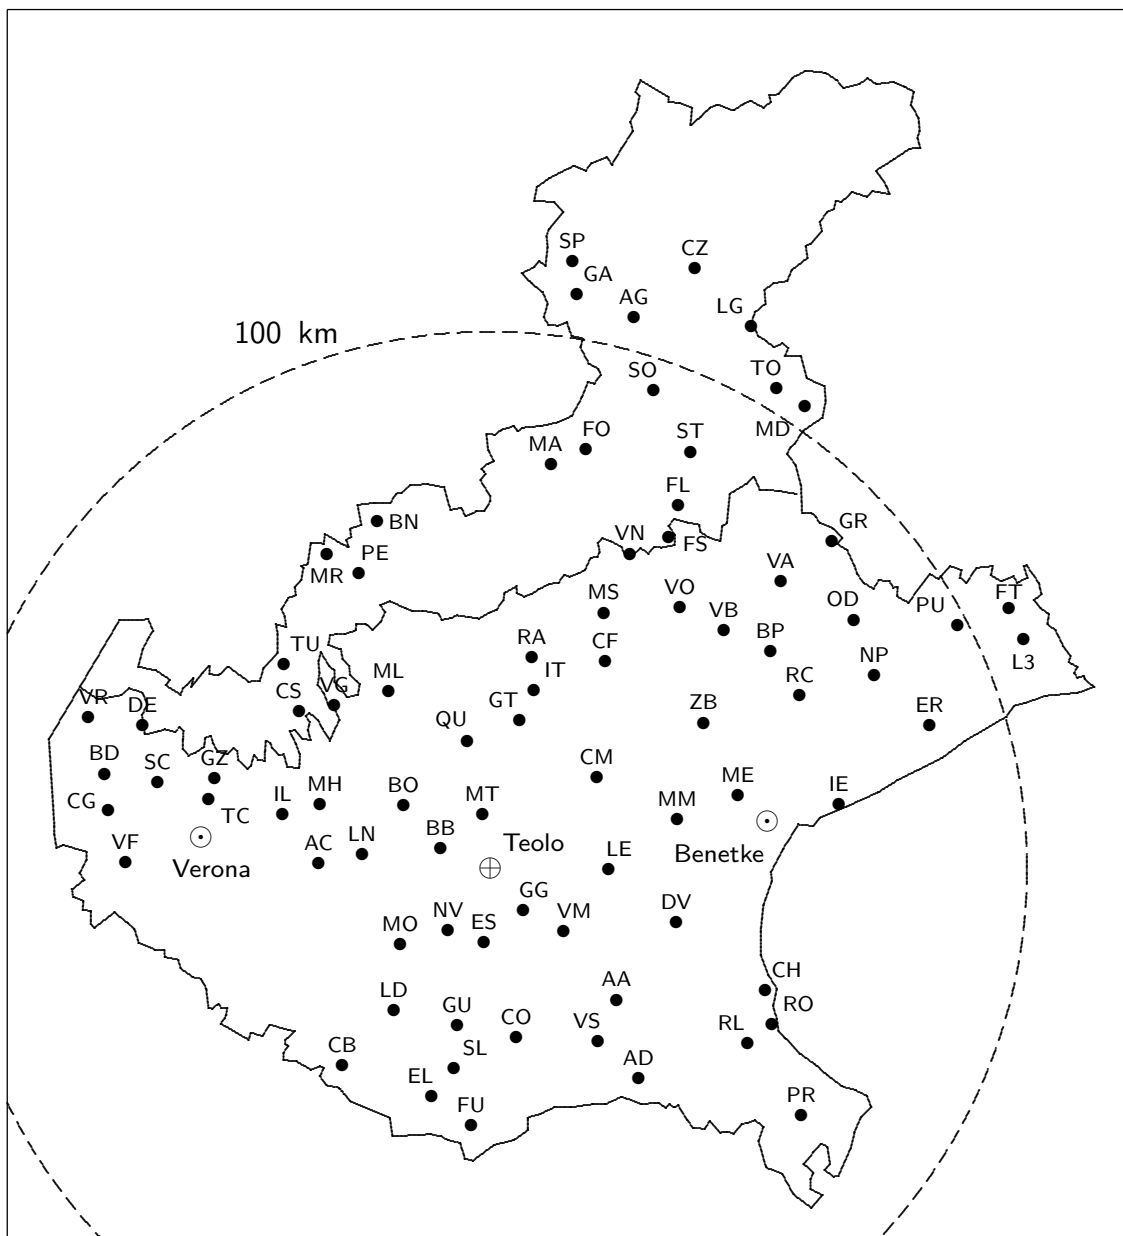 SP
CZ
GA
AG
LG
100 km
SO
TO
MD
ST
FO
MA
FL
BN
GR
VN
FS
PE
MR
VA
MS
VO
OD
FT
PU
VB
CF
BP
TU
RA
IT
L3
NP
ML
RC
VG
CS
VR
DE
GT
ZB
ER
QU
BD
SC
GZ
CM
ME
IE
CG
TC
IL
MH
BO
MT
MM
VF
Verona
AC
LN
BB
Teolo
LE
Benetke
GG
DV
MO
NV
ES
VM
CH
AA
RO
LD
GU
CO
VS
RL
CB
SL
AD
EL
FU
PR